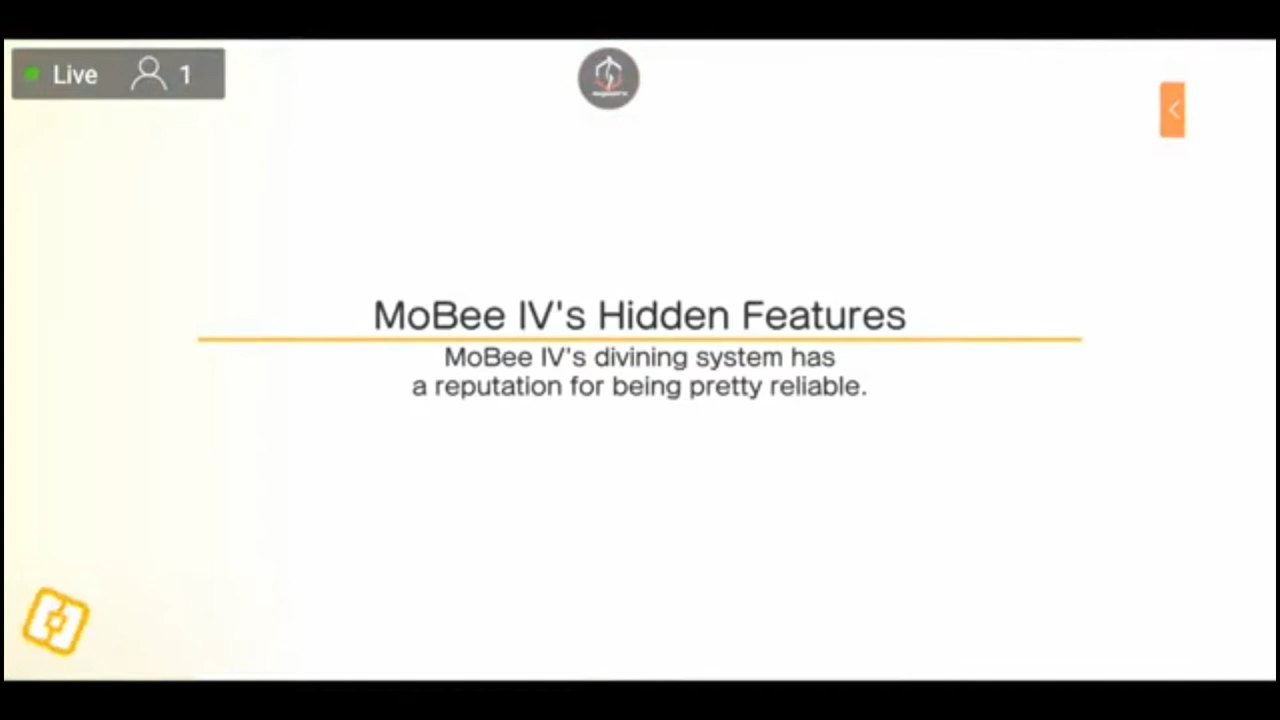 Live 1
MoBee IV's Hidden Features
MoBee IV's divining system has
a reputation for being pretty reliable.